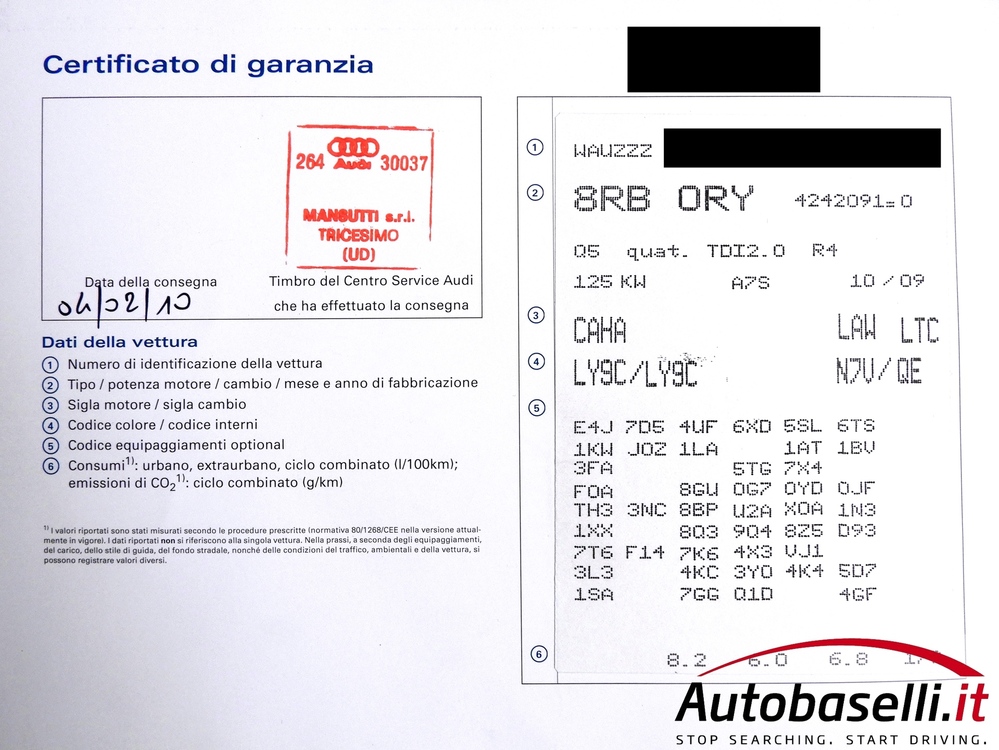 Certificato di garanzia
264 Audi 30037
MANSUTTI s.r.l.
TRICESIMO
(UD)
Data della consegna
04/02/10
Timbro del Centro Service Audi
che ha effettuato la consegna
Dati della vettura
1 Numero di identificazione della vettura
2 Tipo / potenza motore / cambio / mese e anno di fabbricazione
3 Sigla motore / sigla cambio
4 Codice colore / codice interni
5 Codice equipaggiamenti optional
6 Consumi1): urbano, extraurbano, ciclo combinato (l/100km);
emissioni di CO2 1): ciclo combinato (g/km)
1) I valori riportati sono stati misurati secondo le procedure prescritte (normativa 80/1268/CEE nella versione attual-
mente in vigore). I dati riportati non si riferiscono alla singola vettura. Nella prassi, a seconda degli equipaggiamenti,
del carico, dello stile di guida, del fondo stradale, nonché delle condizioni del traffico, ambientali e della vettura, si
possono registrare valori diversi.
1 WAUZZZ
2 8RB 0RY 4242091=0
Q5 quat. TDI2.0 R4
125 KW A7S 10/09
3 CAHA LAW LTC
4 LY9C/LY9C N7V/QE
5
E4J 7D5 4UF 6XD 5SL 6TS
1KW J0Z 1LA 1AT 1BV
3FA 5TG 7X4
F0A 8GU 0G7 0YD 0JF
TH3 3NC 8BP U2A X0A 1N3
1XX 8Q3 9Q4 8Z5 D93
7T6 F14 7K6 4X3 VJ1
3L3 4KC 3Y0 4K4 5D7
1SA 7GG Q1D 4GF
6 8.2 6.0 6.8
Autobaselli.it
STOP SEARCHING. START DRIVING.